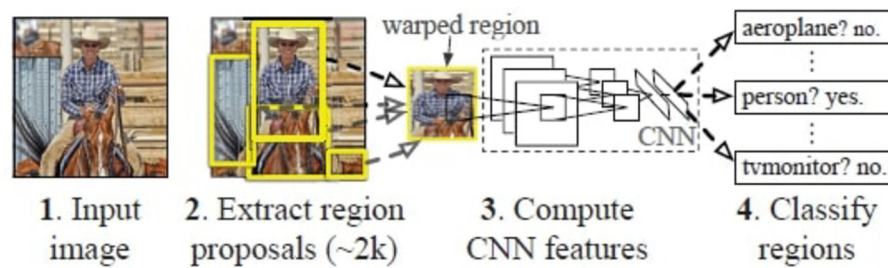 warped region
aeroplane? no.
person? yes.
CNN
tvmonitor? no.
1. Input
image
2. Extract region
proposals (~2k)
3. Compute
CNN features
4. Classify
regions